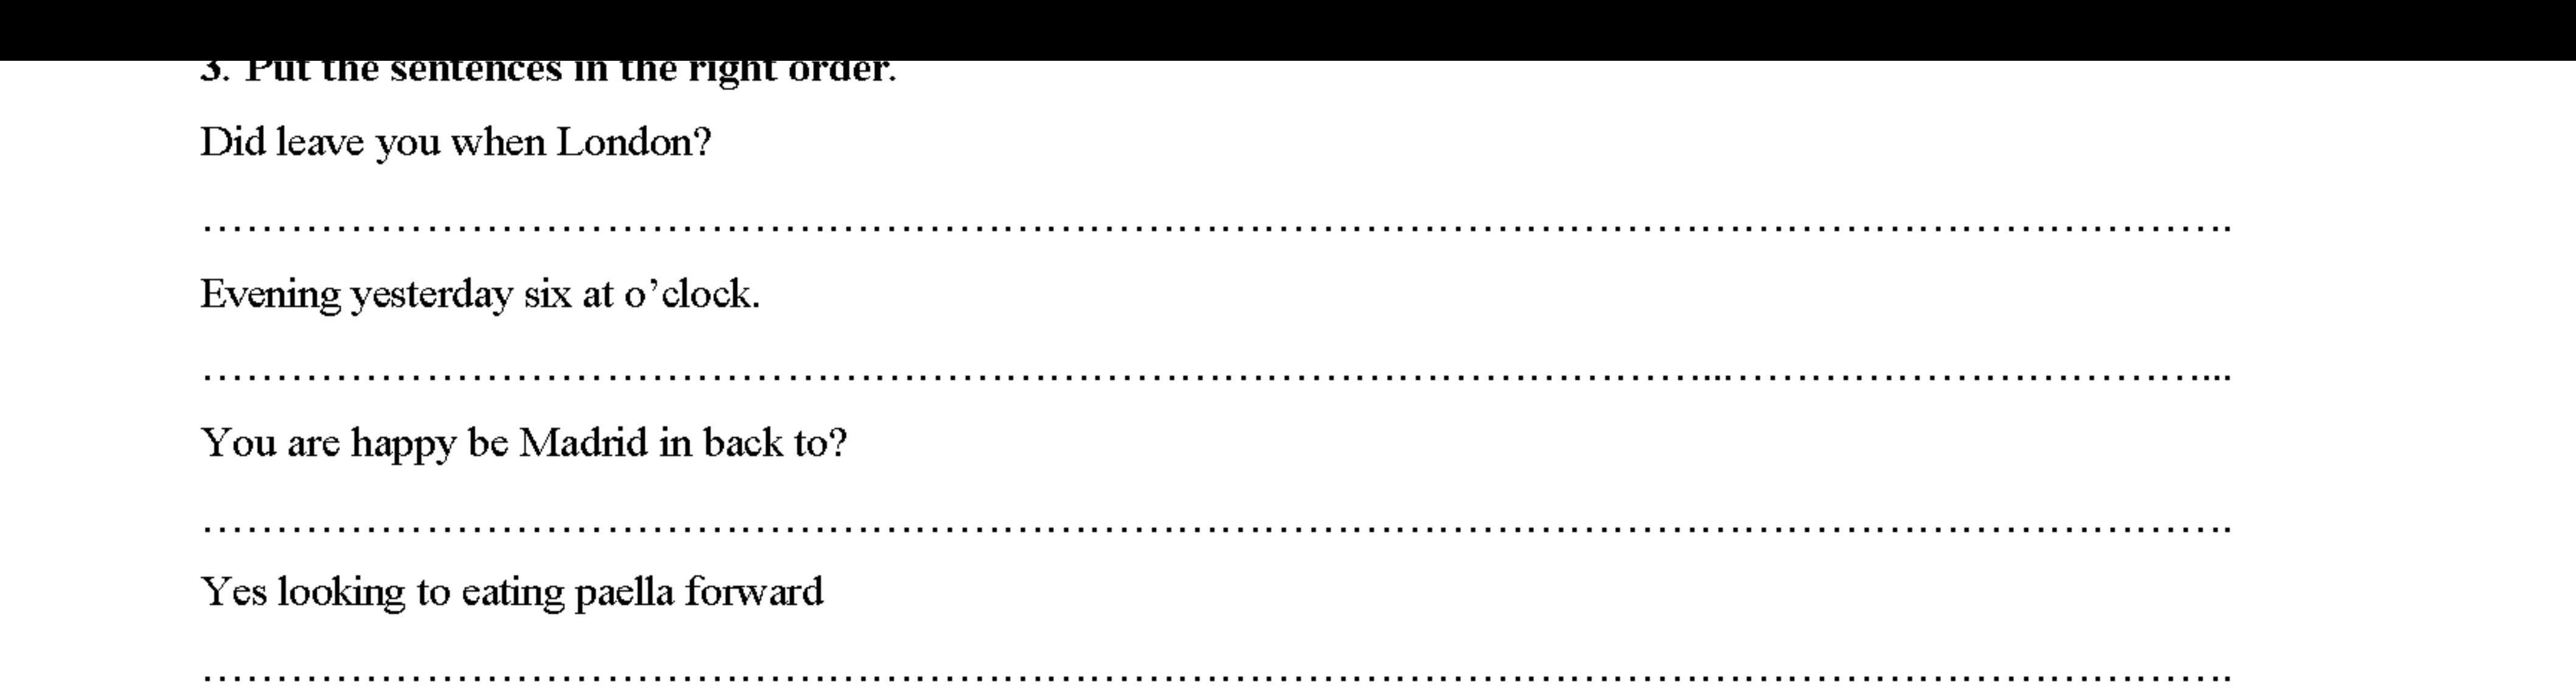 3. Put the sentences in the right order.
Did leave you when London?
……………………………………………………………………………………………………………….
Evening yesterday six at o’clock.
…………………………………………………………………………………...…………………………...
You are happy be Madrid in back to?
……………………………………………………………………………………………………………….
Yes looking to eating paella forward
……………………………………………………………………………………………………………….